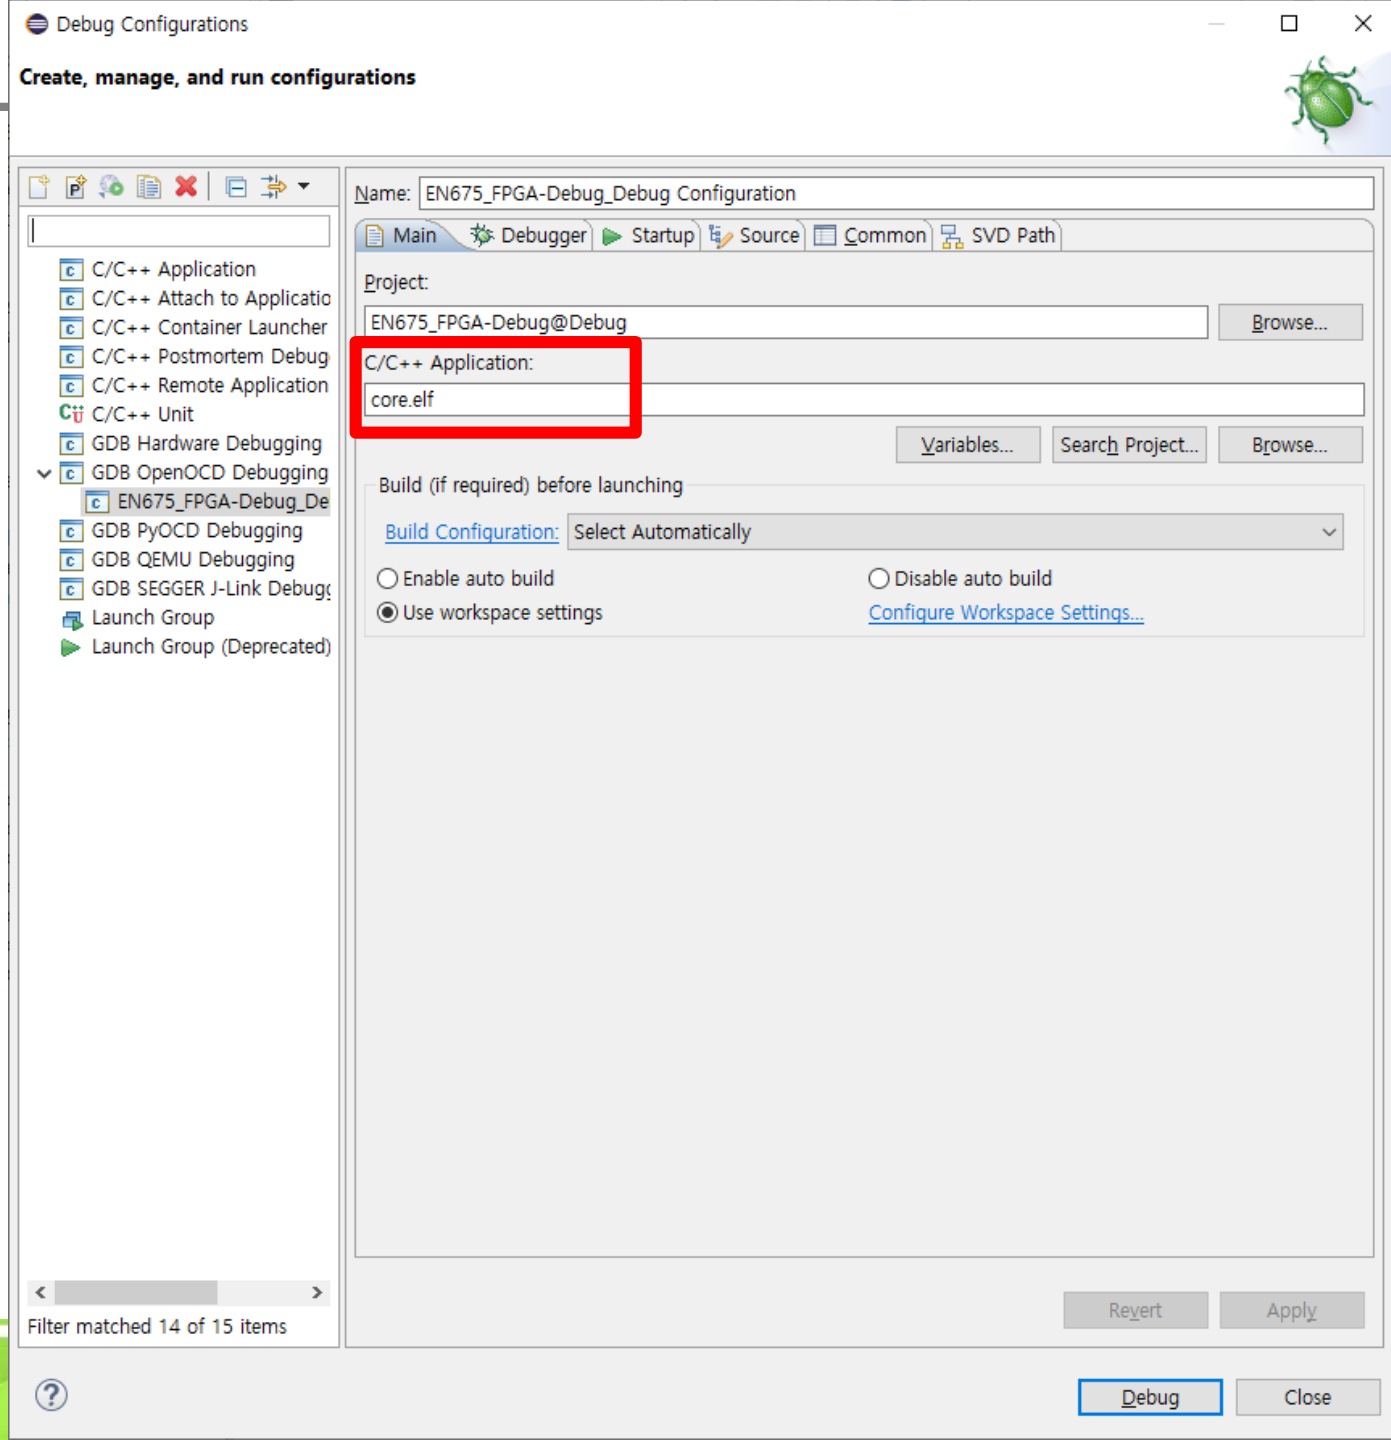 Debug Configurations
Create, manage, and run configurations
Name: EN675_FPGA-Debug_Debug Configuration
Main Debugger Startup Source Common SVD Path
C/C++ Application
C/C++ Attach to Applicatio
C/C++ Container Launcher
C/C++ Postmortem Debug
C/C++ Remote Application
C/C++ Unit
GDB Hardware Debugging
GDB OpenOCD Debugging
EN675_FPGA-Debug_De
GDB PyOCD Debugging
GDB QEMU Debugging
GDB SEGGER J-Link Debugg
Launch Group
Launch Group (Deprecated)
Filter matched 14 of 15 items
Project:
EN675_FPGA-Debug@Debug
Browse...
C/C++ Application:
core.elf
Variables... Search Project... Browse...
Build (if required) before launching
Build Configuration: Select Automatically
Enable auto build Disable auto build
Use workspace settings Configure Workspace Settings...
Revert Apply
Debug Close